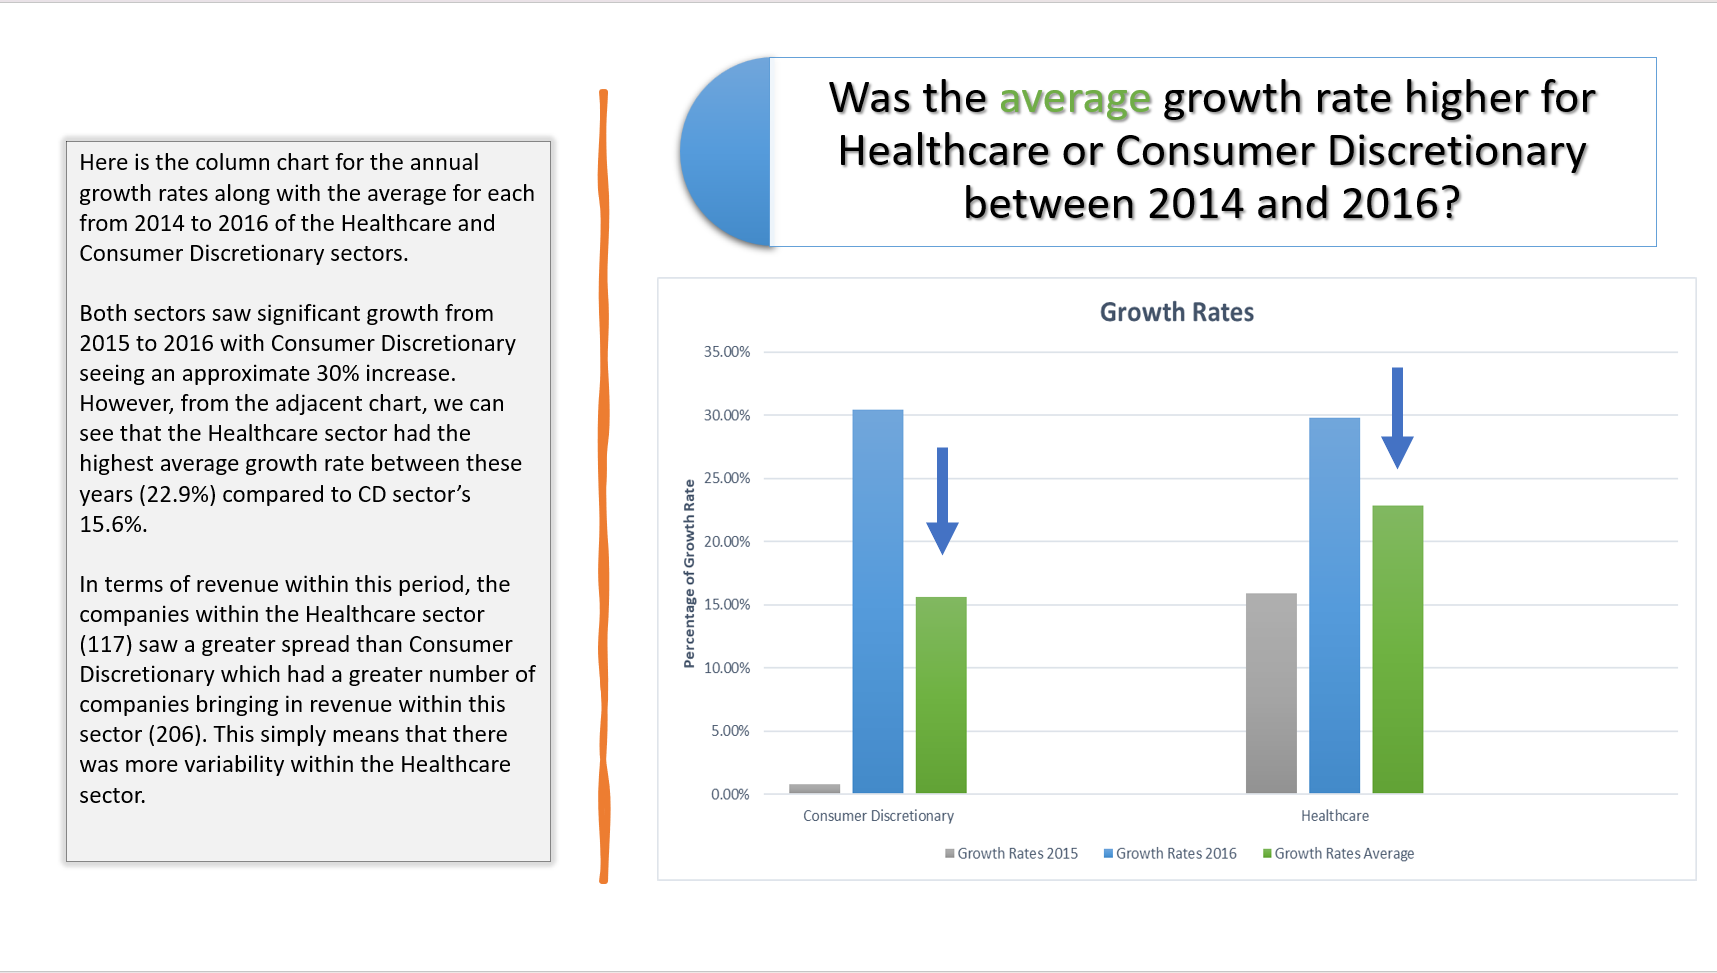 Here is the column chart for the annual
growth rates along with the average for each
from 2014 to 2016 of the Healthcare and
Consumer Discretionary sectors.
Both sectors saw significant growth from
2015 to 2016 with Consumer Discretionary
seeing an approximate 30% increase.
However, from the adjacent chart, we can
see that the Healthcare sector had the
highest average growth rate between these
years (22.9%) compared to CD sector’s
15.6%.
In terms of revenue within this period, the
companies within the Healthcare sector
(117) saw a greater spread than Consumer
Discretionary which had a greater number of
companies bringing in revenue within this
sector (206). This simply means that there
was more variability within the Healthcare
sector.
Was the average growth rate higher for
Healthcare or Consumer Discretionary
between 2014 and 2016?
Growth Rates
Percentage of Growth Rate
35.00%
30.00%
25.00%
20.00%
15.00%
10.00%
5.00%
0.00%
Consumer Discretionary
Healthcare
Growth Rates 2015
Growth Rates 2016
Growth Rates Average